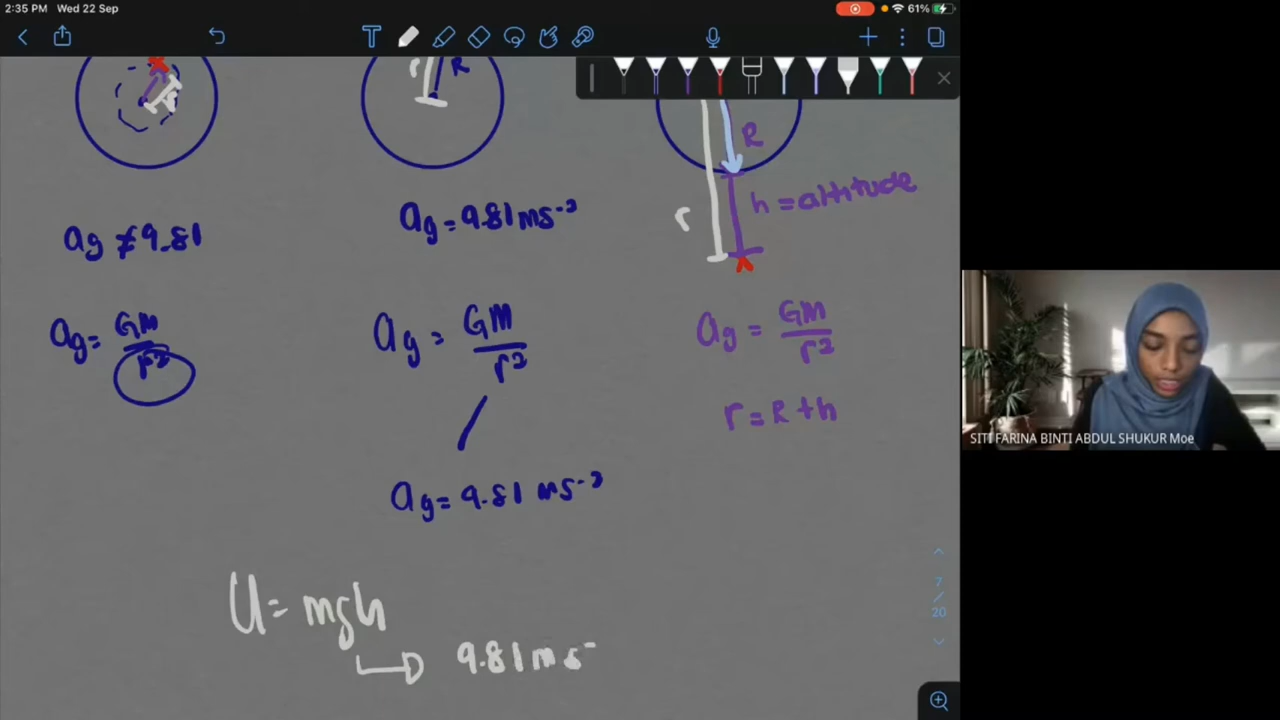 2:35 PM Wed 22 Sep
61%
T
r
R
r
R
h = altitude
r
ag ≠ 9.81
ag = 9.81 ms-2
ag = GM/r²
ag = GM/r²
ag = GM/r²
r = R + h
ag = 9.81 ms-2
U = mgh
9.81 ms-
7
/
20
SITI FARINA BINTI ABDUL SHUKUR Moe